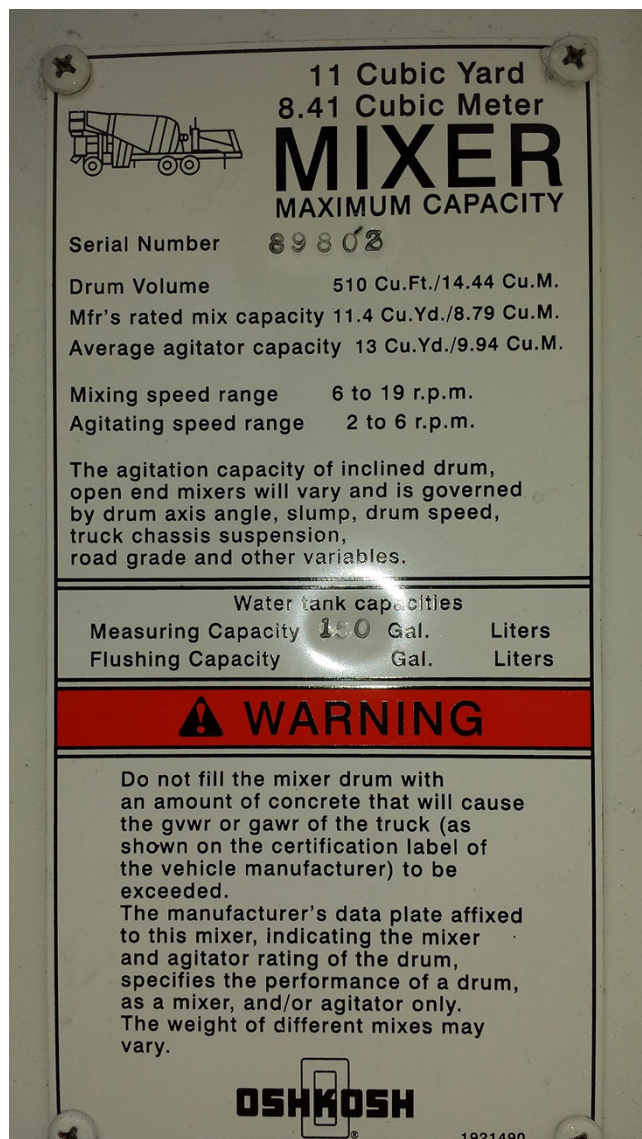 11 Cubic Yard
8.41 Cubic Meter
MIXER
MAXIMUM CAPACITY
Serial Number
Drum Volume 510 Cu.Ft./14.44 Cu.M.
Mfr's rated mix capacity 11.4 Cu.Yd./8.79 Cu.M.
Average agitator capacity 13 Cu.Yd./9.94 Cu.M.
Mixing speed range 6 to 19 r.p.m.
Agitating speed range 2 to 6 r.p.m.
The agitation capacity of inclined drum,
open end mixers will vary and is governed
by drum axis angle, slump, drum speed,
truck chassis suspension,
road grade and other variables.
Water tank capacities
Measuring Capacity 150 Gal. Liters
Flushing Capacity Gal. Liters
WARNING
Do not fill the mixer drum with
an amount of concrete that will cause
the gvwr or gawr of the truck (as
shown on the certification label of
the vehicle manufacturer) to be
exceeded.
The manufacturer's data plate affixed
to this mixer, indicating the mixer
and agitator rating of the drum,
specifies the performance of a drum,
as a mixer, and/or agitator only.
The weight of different mixes may
vary.
OSHKOSH
®
1921490